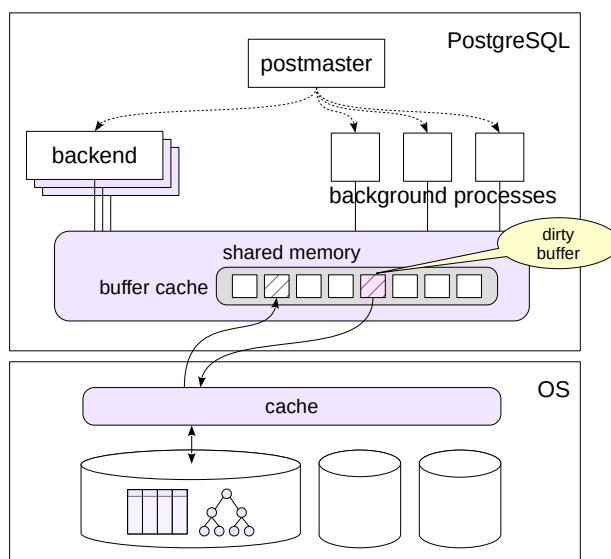 PostgreSQL
postmaster
backend
background processes
shared memory
dirty
buffer
buffer cache
OS
cache